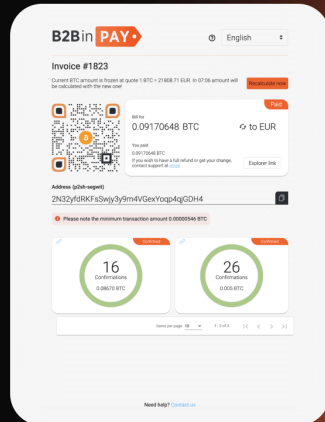 B2Bin PAY
English
Invoice #1823
Current BTC amount is frozen at quote 1 BTC = 21808.71 EUR. In 07:06 amount will
be calculated with the new one!
Recalculate now
Paid
Bill for
0.09170648 BTC
to EUR
You paid
0.09170648 BTC
If you wish to have a full refund or get your change,
contact support at email
Explorer link
Address (p2sh-segwit)
2N32yfdRKFsSwjy3y9m4VGexYoqp4qjGDH4
Please note the minimum transaction amount 0.00000546 BTC
Confirmed
16
Confirmations
0.08670 BTC
Confirmed
26
Confirmations
0.005 BTC
Items per page 10
1 - 2 of 2
Need help? Contact us